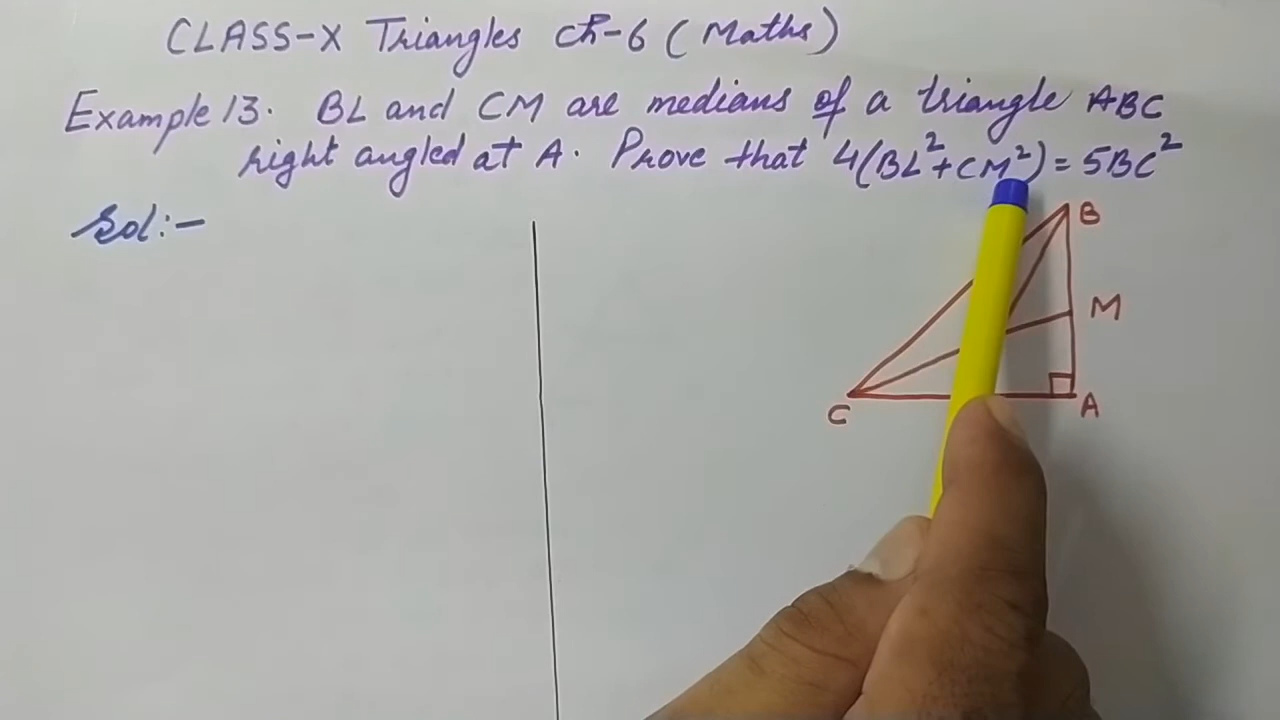 CLASS-X Triangles Ch-6 (Maths)
Example 13. BL and CM are medians of a triangle ABC
right angled at A. Prove that 4(BL²+CM²)=5BC²
Sol:-
B
M
C
A